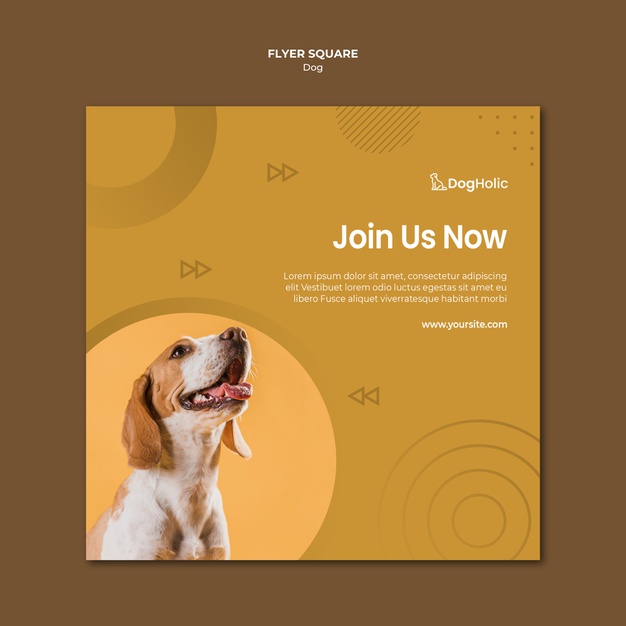 FLYER SQUARE
Dog
DogHolic
Join Us Now
Lorem ipsum dolor sit amet, consectetur adipiscing
elit Vestibuet lorem odio luctus egestas sit amet eu
libero Fusce aliquet viverratesque habitant morbi
www.yoursite.com